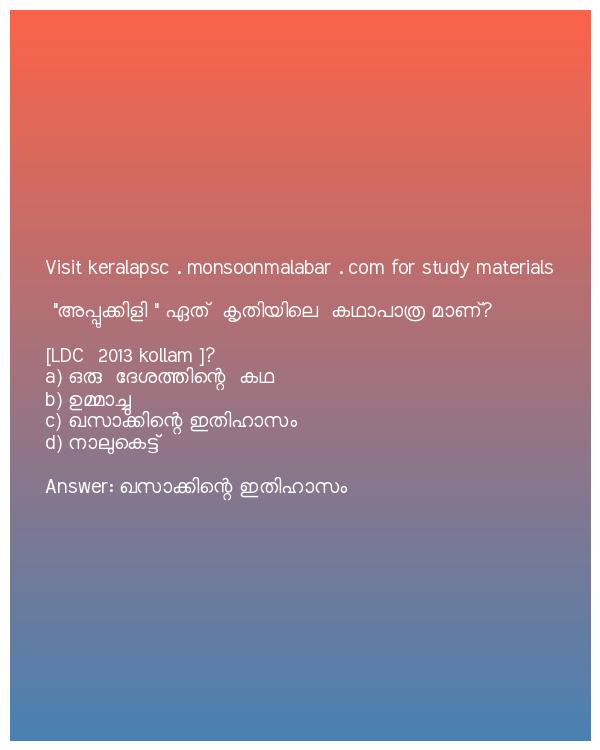 Visit keralapsc . monsoonmalabar . com for study materials
"അപ്പുക്കിളി " ഏത് കൃതിയിലെ കഥാപാത്ര മാണ്?
[LDC 2013 kollam ]?
a) ഒരു ദേശത്തിന്റെ കഥ
b) ഉമ്മാച്ചു
c) ഖസാക്കിന്റെ ഇതിഹാസം
d) നാലുകെട്ട്
Answer: ഖസാക്കിന്റെ ഇതിഹാസം